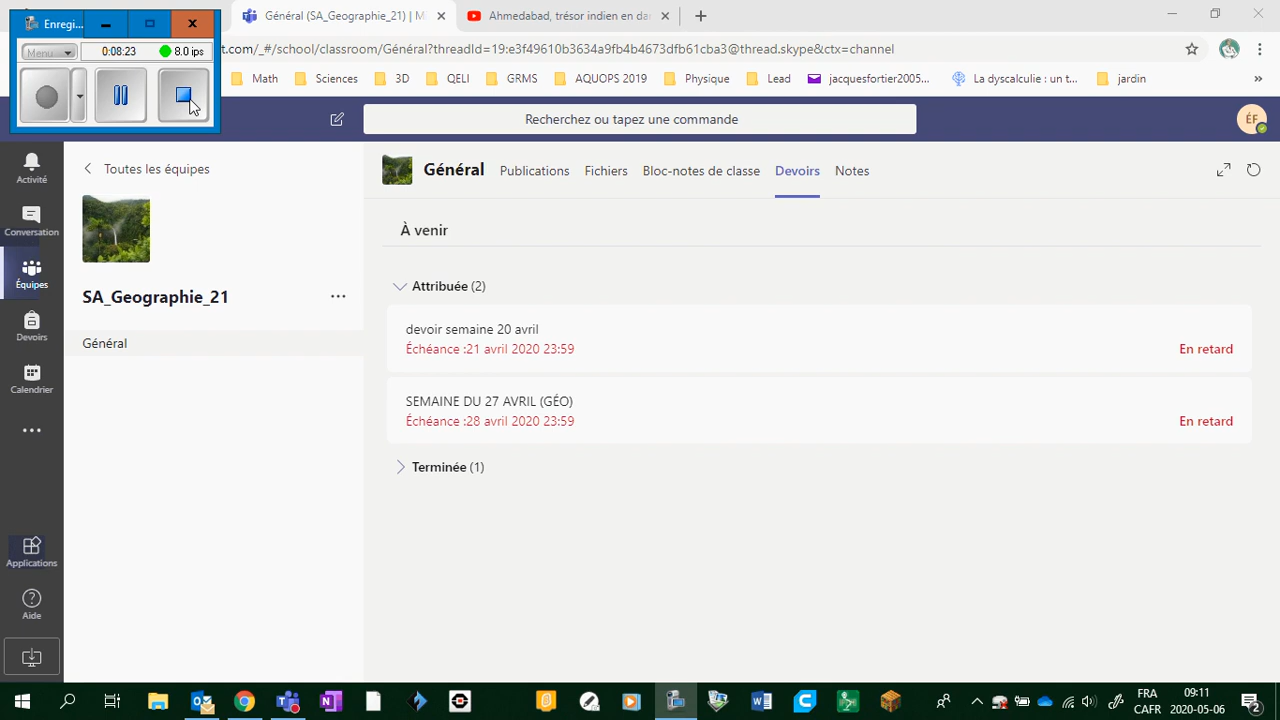 Enregi...
Général (SA_Geographie_21) | M
Ahmedabad, trésor indien en dan
Menu
0:08:23
8.0 ips
t.com/_#/school/classroom/Général?threadId=19:e3f49610b3634a9fb4b4673dfb61cba3@thread.skype&ctx=channel
Math
Sciences
3D
QELI
GRMS
AQUOPS 2019
Physique
Lead
jacquesfortier2005...
La dyscalculie : un t...
jardin
»
Recherchez ou tapez une commande
ÉF
Activité
Conversation
Équipes
Devoirs
Calendrier
Applications
Aide
Toutes les équipes
SA_Geographie_21
Général
Général
Publications
Fichiers
Bloc-notes de classe
Devoirs
Notes
À venir
Attribuée (2)
devoir semaine 20 avril
Échéance :21 avril 2020 23:59
En retard
SEMAINE DU 27 AVRIL (GÉO)
Échéance :28 avril 2020 23:59
En retard
Terminée (1)
FRA
CAFR
09:11
2020-05-06
2